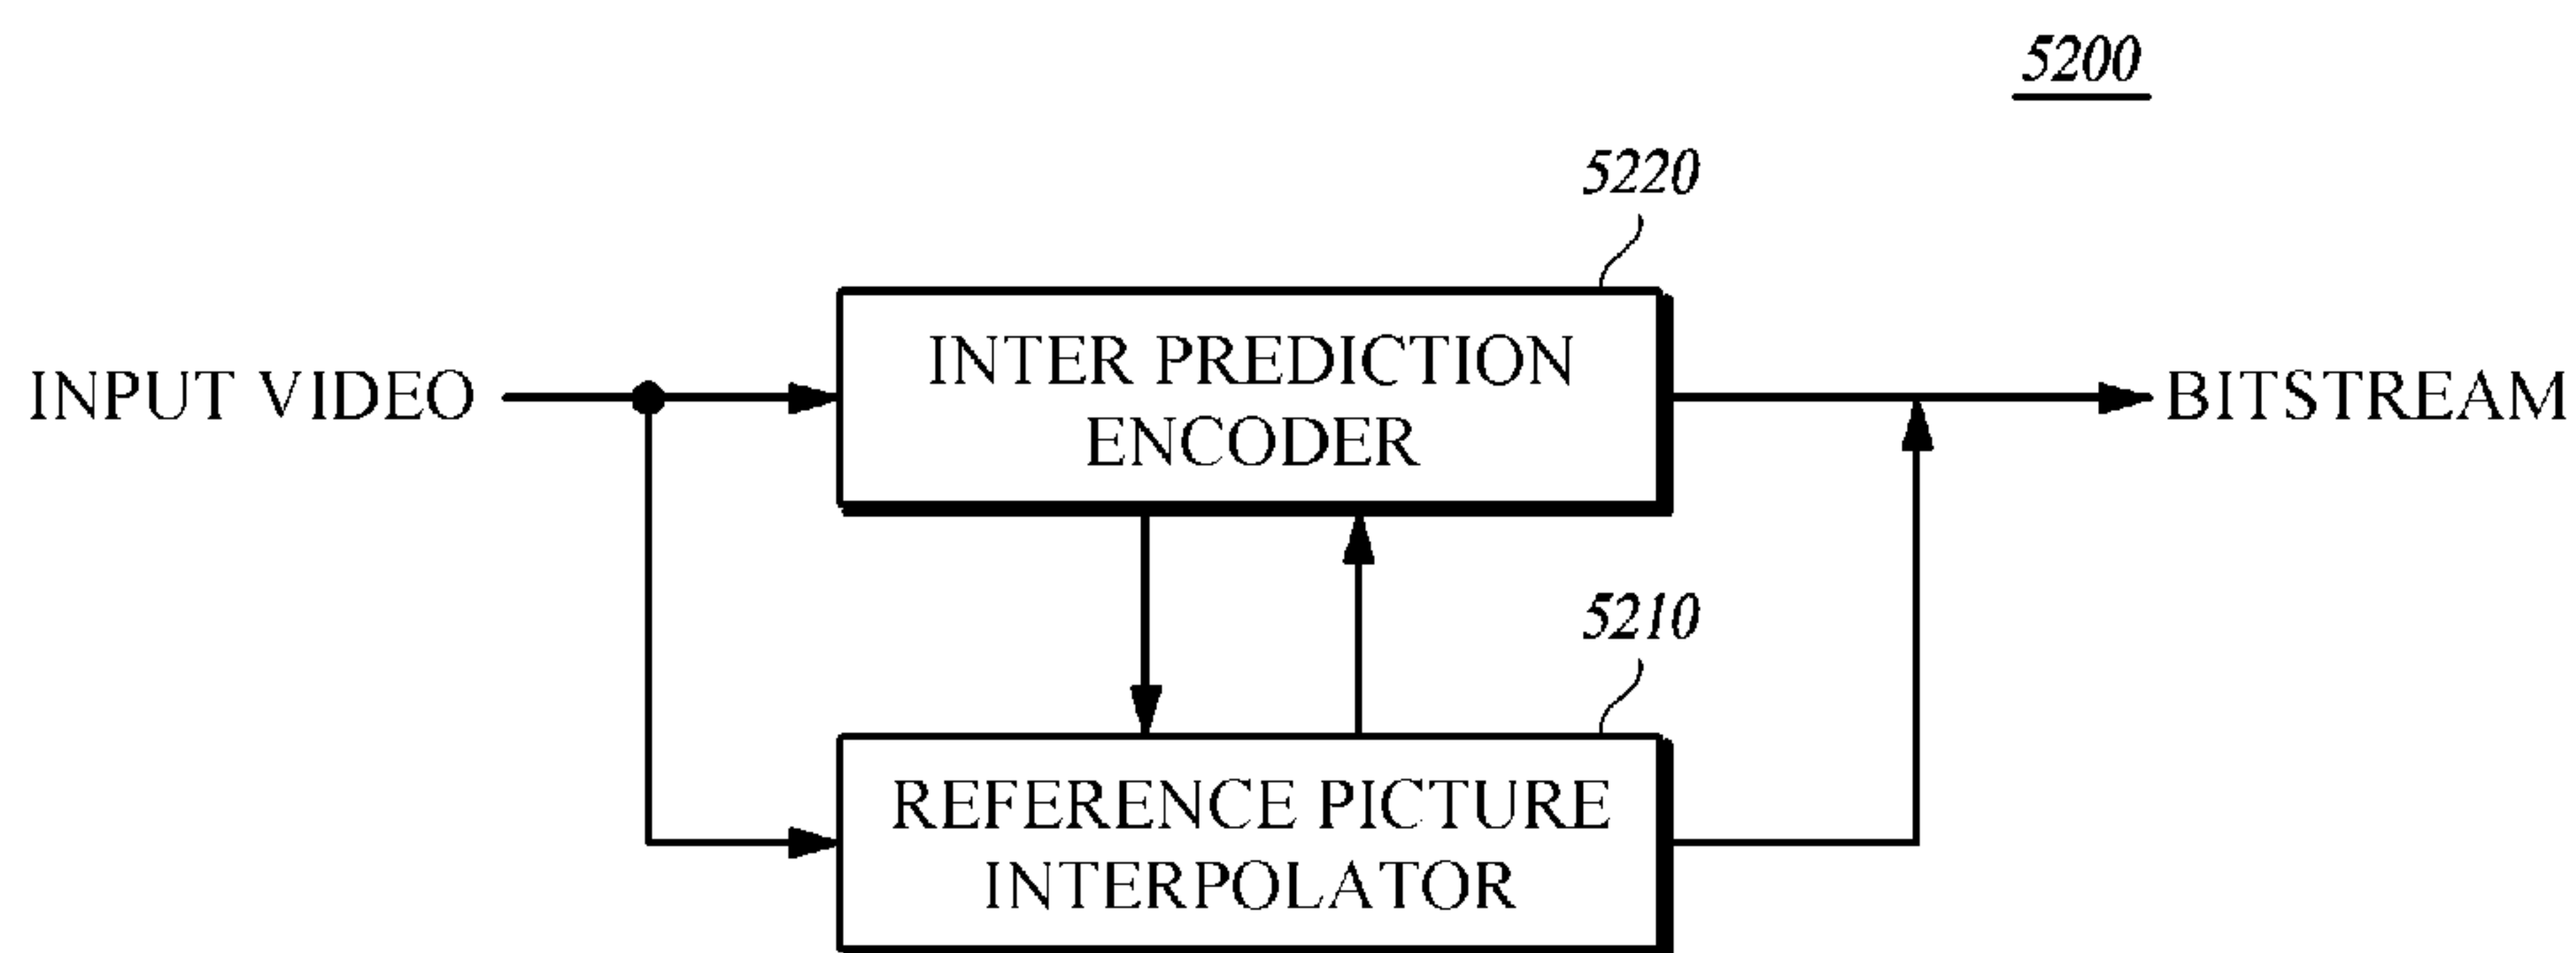 5200
5220
INPUT VIDEO
INTER PREDICTION
ENCODER
BITSTREAM
5210
REFERENCE PICTURE
INTERPOLATOR